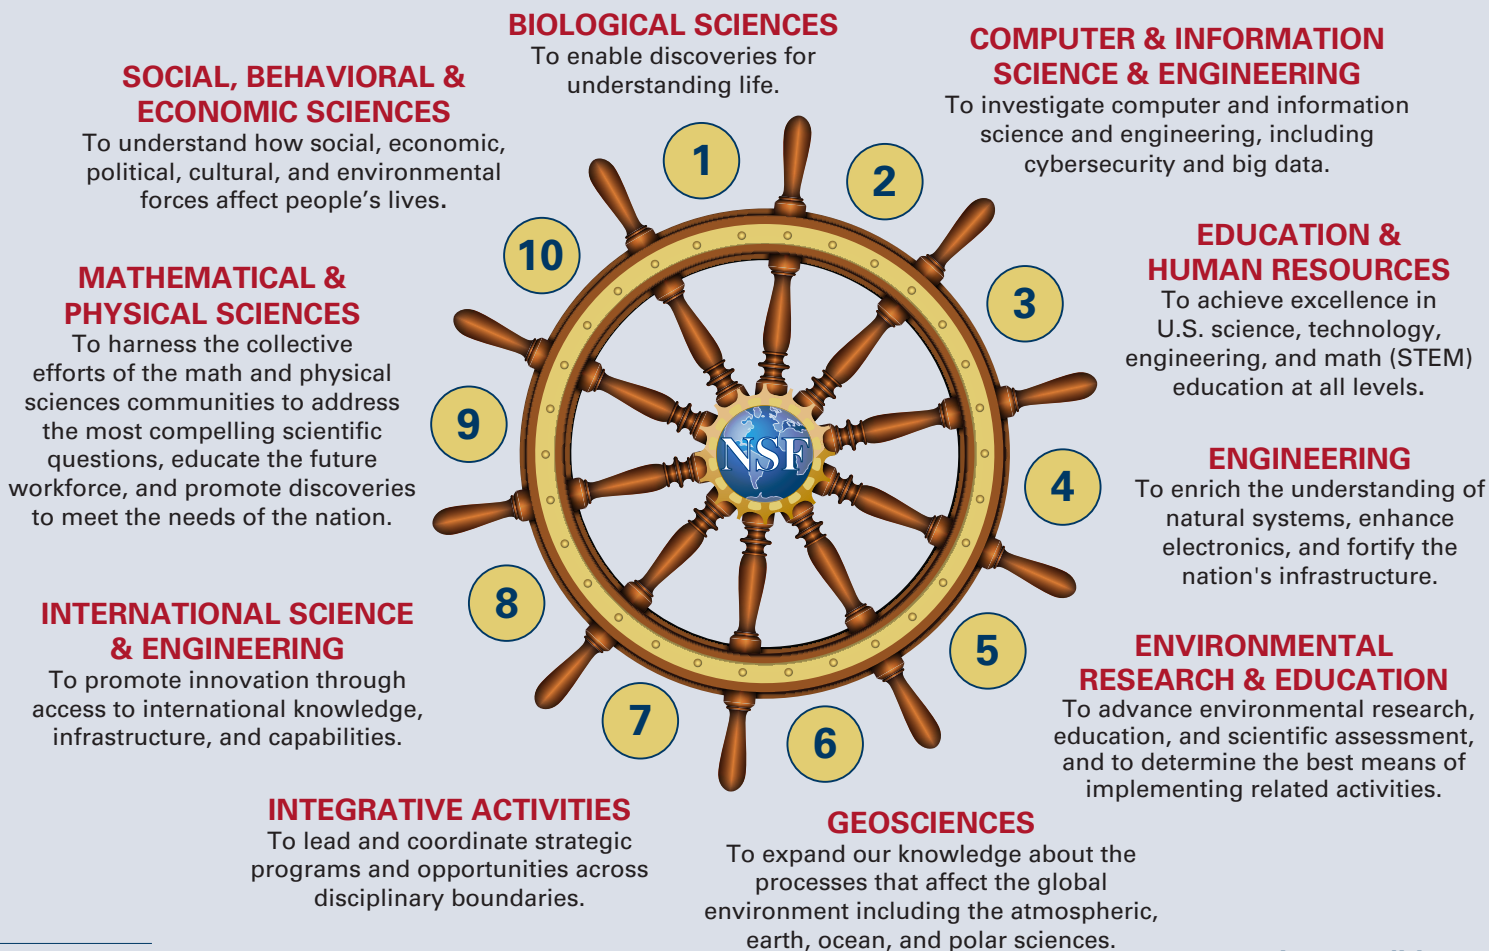 BIOLOGICAL SCIENCES
To enable discoveries for
understanding life.
1
COMPUTER & INFORMATION
SCIENCE & ENGINEERING
To investigate computer and information
science and engineering, including
cybersecurity and big data.
2
EDUCATION &
HUMAN RESOURCES
To achieve excellence in
U.S. science, technology,
engineering, and math (STEM)
education at all levels.
3
ENGINEERING
To enrich the understanding of
natural systems, enhance
electronics, and fortify the
nation's infrastructure.
4
ENVIRONMENTAL
RESEARCH & EDUCATION
To advance environmental research,
education, and scientific assessment,
and to determine the best means of
implementing related activities.
5
GEOSCIENCES
To expand our knowledge about the
processes that affect the global
environment including the atmospheric,
earth, ocean, and polar sciences.
6
INTEGRATIVE ACTIVITIES
To lead and coordinate strategic
programs and opportunities across
disciplinary boundaries.
7
INTERNATIONAL SCIENCE
& ENGINEERING
To promote innovation through
access to international knowledge,
infrastructure, and capabilities.
8
MATHEMATICAL &
PHYSICAL SCIENCES
To harness the collective
efforts of the math and physical
sciences communities to address
the most compelling scientific
questions, educate the future
workforce, and promote discoveries
to meet the needs of the nation.
9
SOCIAL, BEHAVIORAL &
ECONOMIC SCIENCES
To understand how social, economic,
political, cultural, and environmental
forces affect people’s lives.
10
NSF